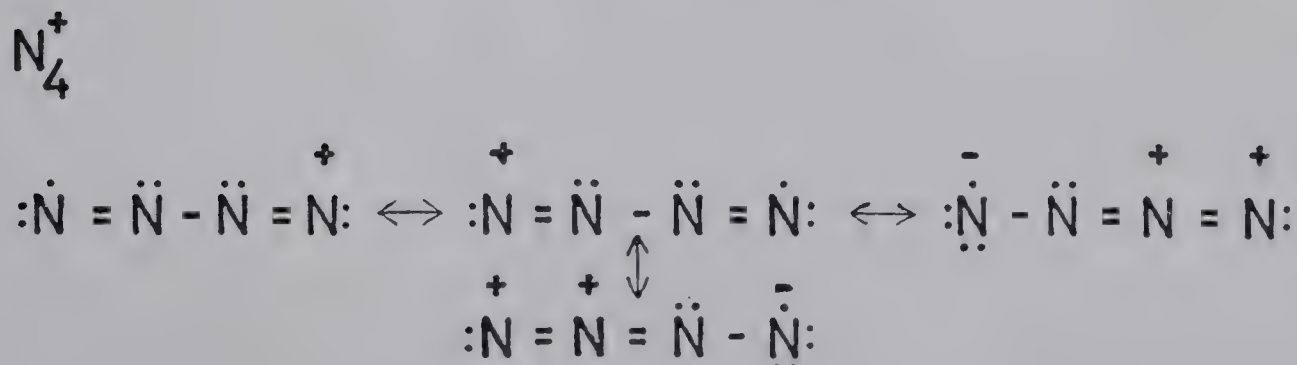 N₄⁺
:Ṅ = N̈ - N̈ = N⁺: ↔ :N⁺ = N̈ - N̈ = Ṅ: ↔ :Ṅ̤⁻ - N̈ = N⁺ = N⁺:
↕
:N⁺ = N⁺ = N̈ - Ṅ̤⁻: